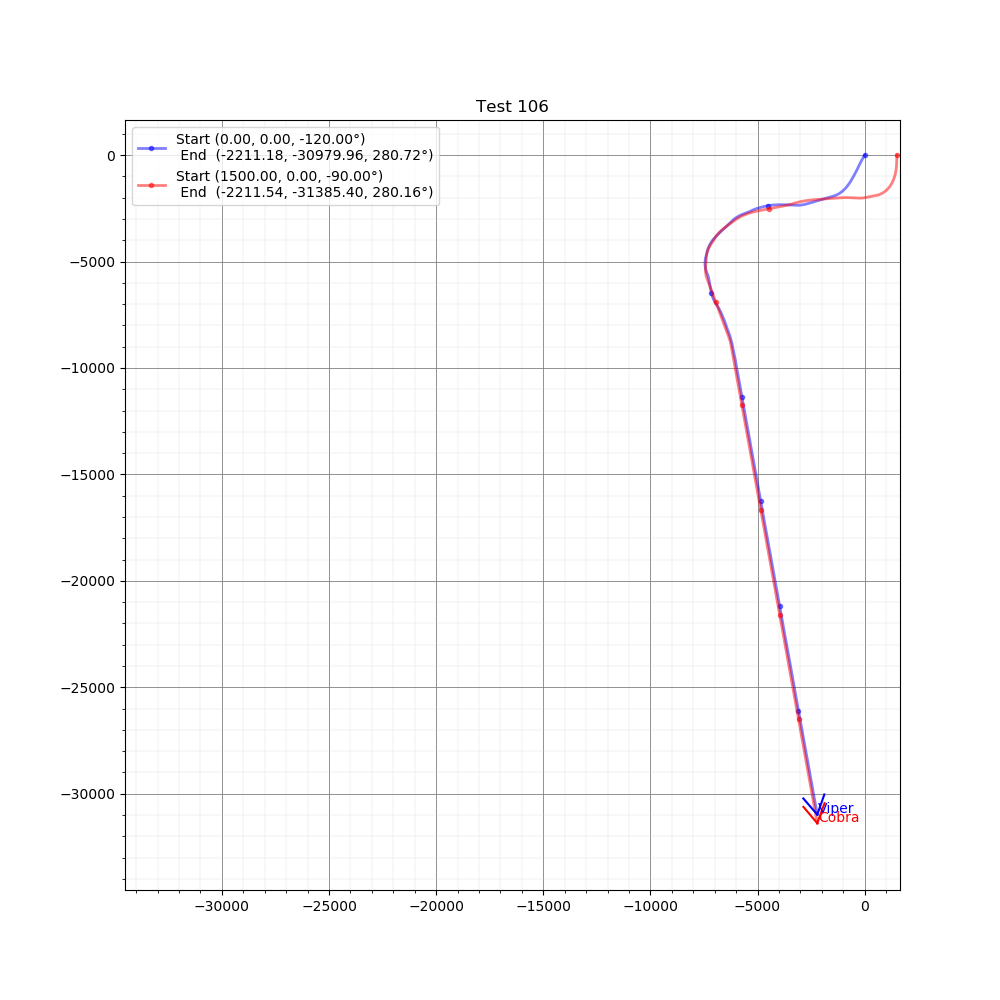 Test 106
Start (0.00, 0.00, -120.00°)
End (-2211.18, -30979.96, 280.72°)
Start (1500.00, 0.00, -90.00°)
End (-2211.54, -31385.40, 280.16°)
0
−5000
−10000
−15000
−20000
−25000
−30000
Viper
Cobra
−30000
−25000
−20000
−15000
−10000
−5000
0